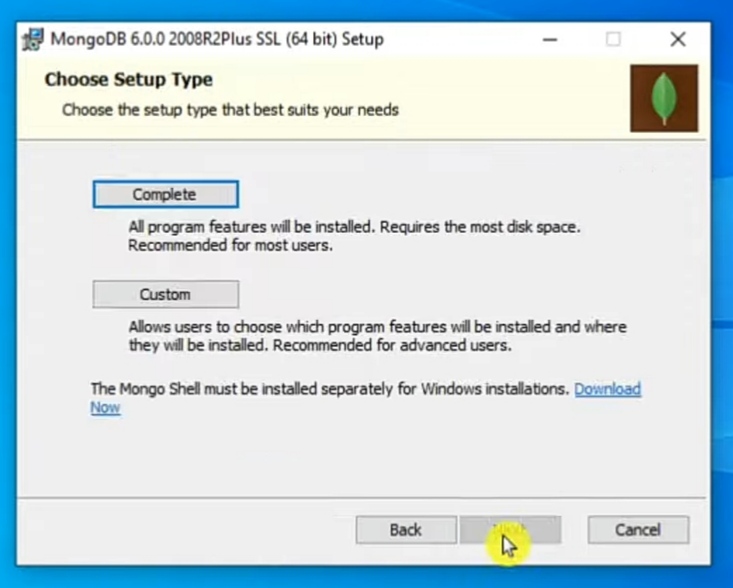 MongoDB 6.0.0 2008R2Plus SSL (64 bit) Setup
Choose Setup Type
Choose the setup type that best suits your needs
Complete
All program features will be installed. Requires the most disk space.
Recommended for most users.
Custom
Allows users to choose which program features will be installed and where
they will be installed. Recommended for advanced users.
The Mongo Shell must be installed separately for Windows installations. Download
Now
Back
Cancel